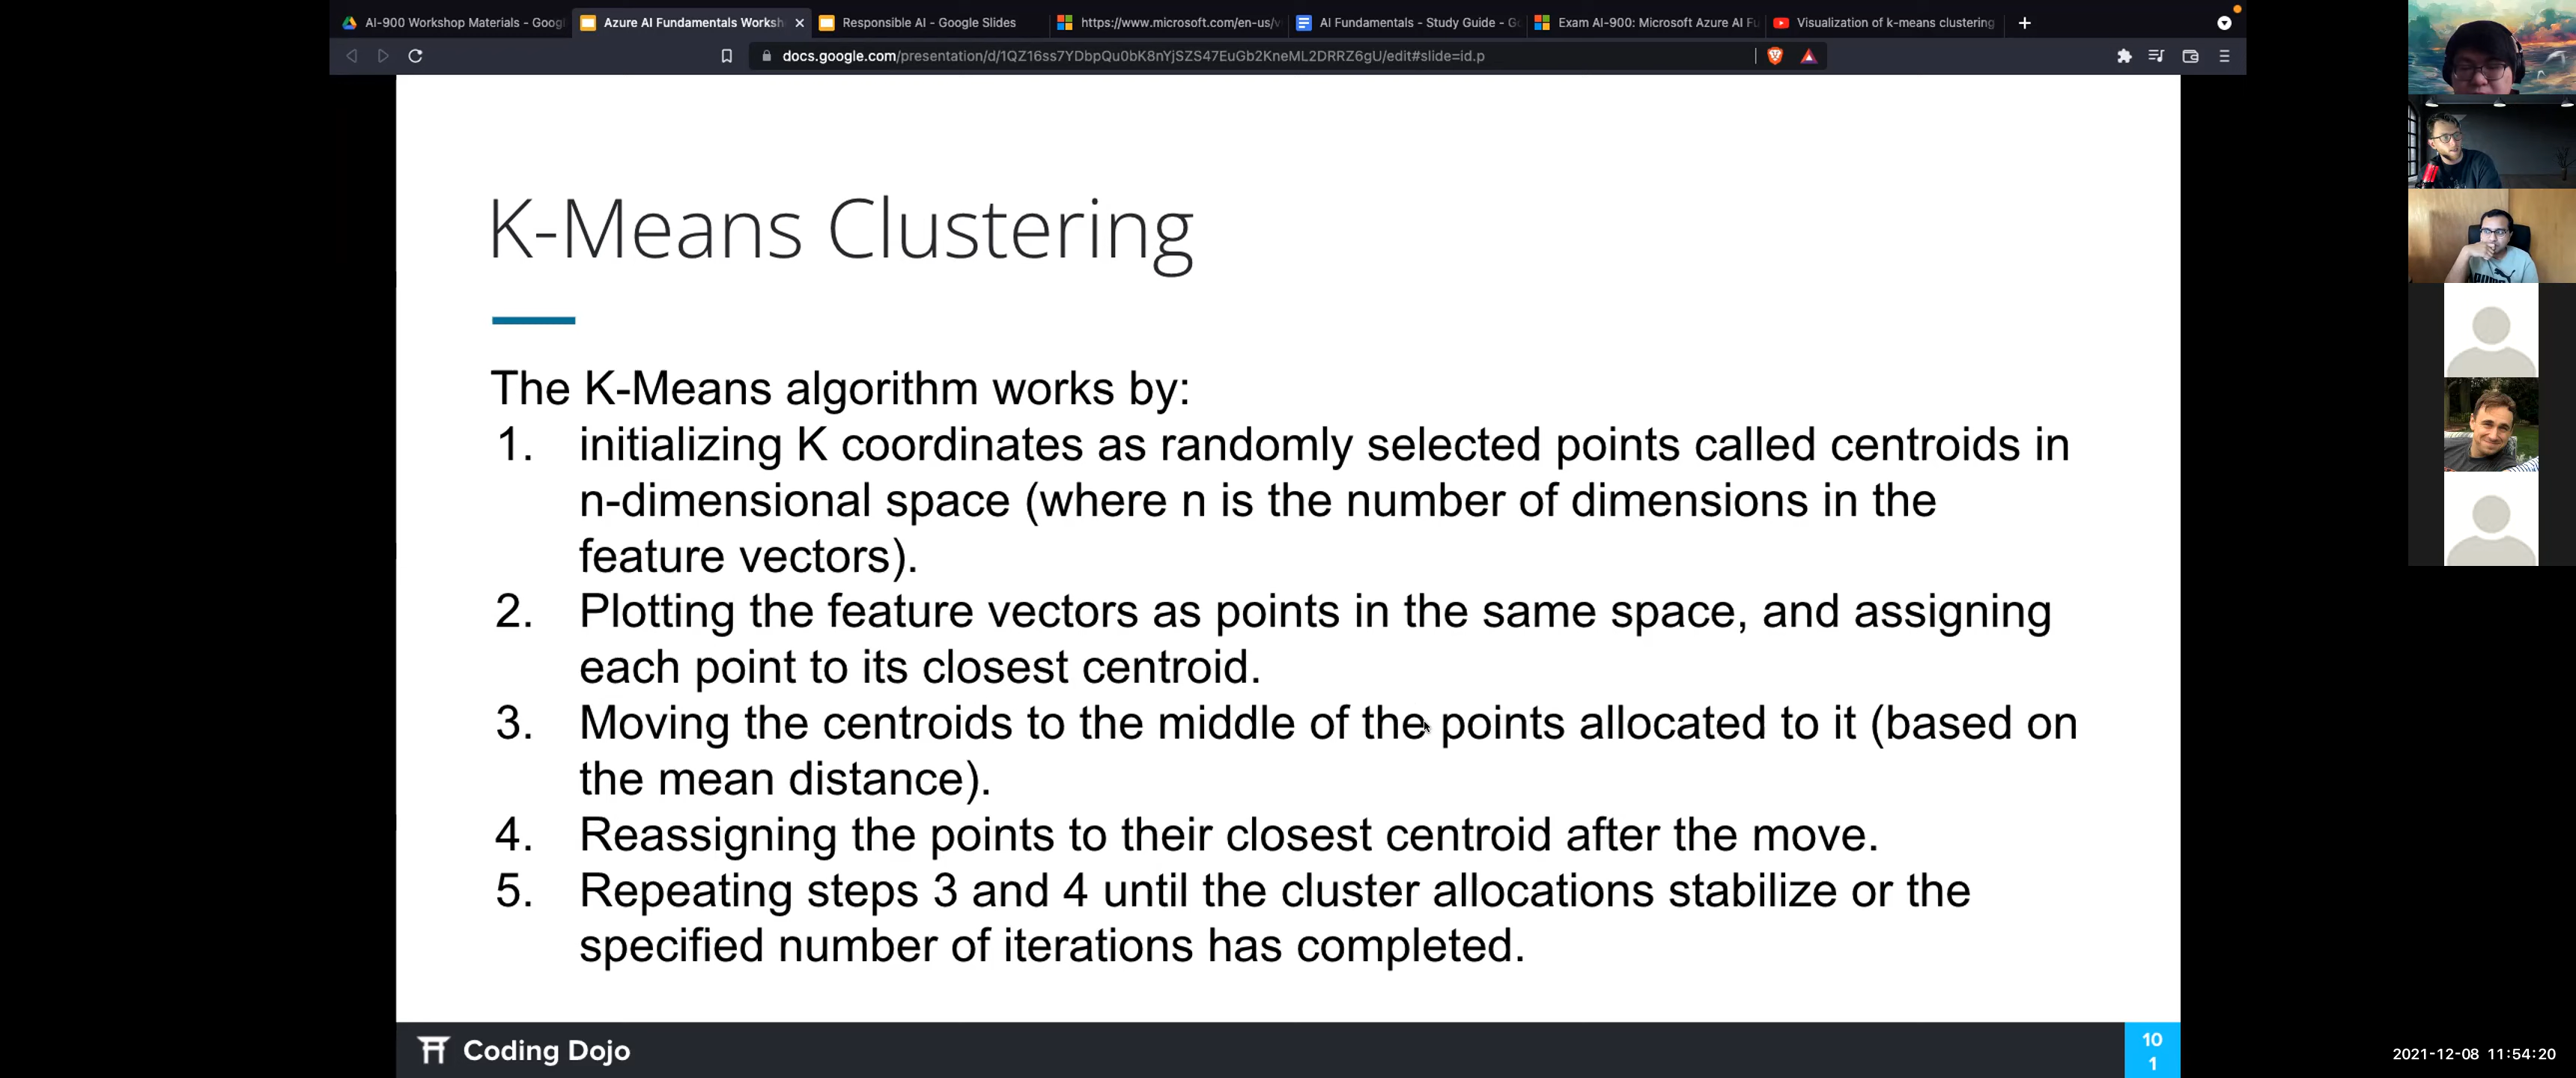 AI-900 Workshop Materials - Googl
Azure AI Fundamentals Worksh
Responsible AI - Google Slides
https://www.microsoft.com/en-us/v
AI Fundamentals - Study Guide - G
Exam AI-900: Microsoft Azure AI Fu
Visualization of k-means clustering
docs.google.com/presentation/d/1QZ16ss7YDbpQu0bK8nYjSZS47EuGb2KneML2DRRZ6gU/edit#slide=id.p
K-Means Clustering
The K-Means algorithm works by:
1. initializing K coordinates as randomly selected points called centroids in
n-dimensional space (where n is the number of dimensions in the
feature vectors).
2. Plotting the feature vectors as points in the same space, and assigning
each point to its closest centroid.
3. Moving the centroids to the middle of the points allocated to it (based on
the mean distance).
4. Reassigning the points to their closest centroid after the move.
5. Repeating steps 3 and 4 until the cluster allocations stabilize or the
specified number of iterations has completed.
Coding Dojo
10
1
2021-12-08 11:54:20